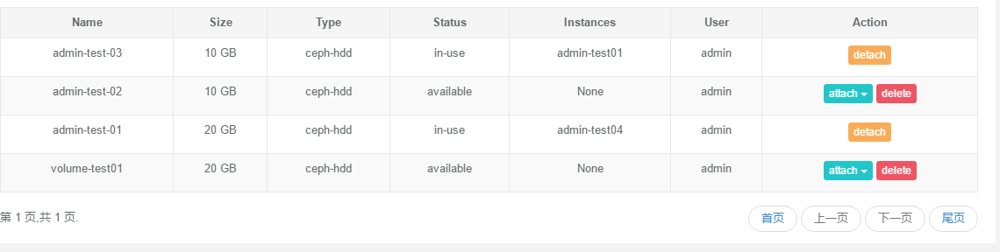 Name Size Type Status Instances User Action
admin-test-03 10 GB ceph-hdd in-use admin-test01 admin detach
admin-test-02 10 GB ceph-hdd available None admin attach delete
admin-test-01 20 GB ceph-hdd in-use admin-test04 admin detach
volume-test01 20 GB ceph-hdd available None admin attach delete
第 1 页,共 1 页. 首页 上一页 下一页 尾页